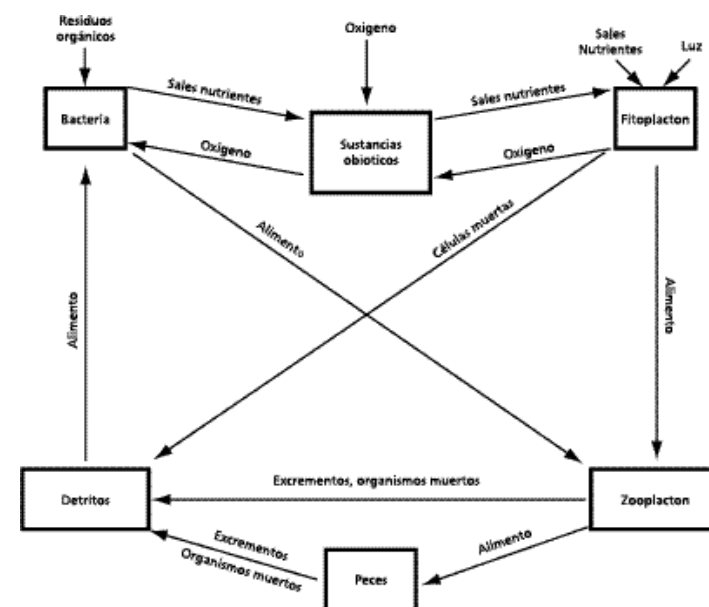 Residuos
orgánicos
Oxigeno
Sales
Nutrientes
Luz
Bacteria
Sales nutrientes
Sustancias
obioticos
Sales nutrientes
Fitoplacton
Oxigeno
Oxigeno
Alimento
Células muertas
Alimento
Alimento
Detritos
Excrementos, organismos muertos
Zooplacton
Excrementos
Organismos muertos
Peces
Alimento